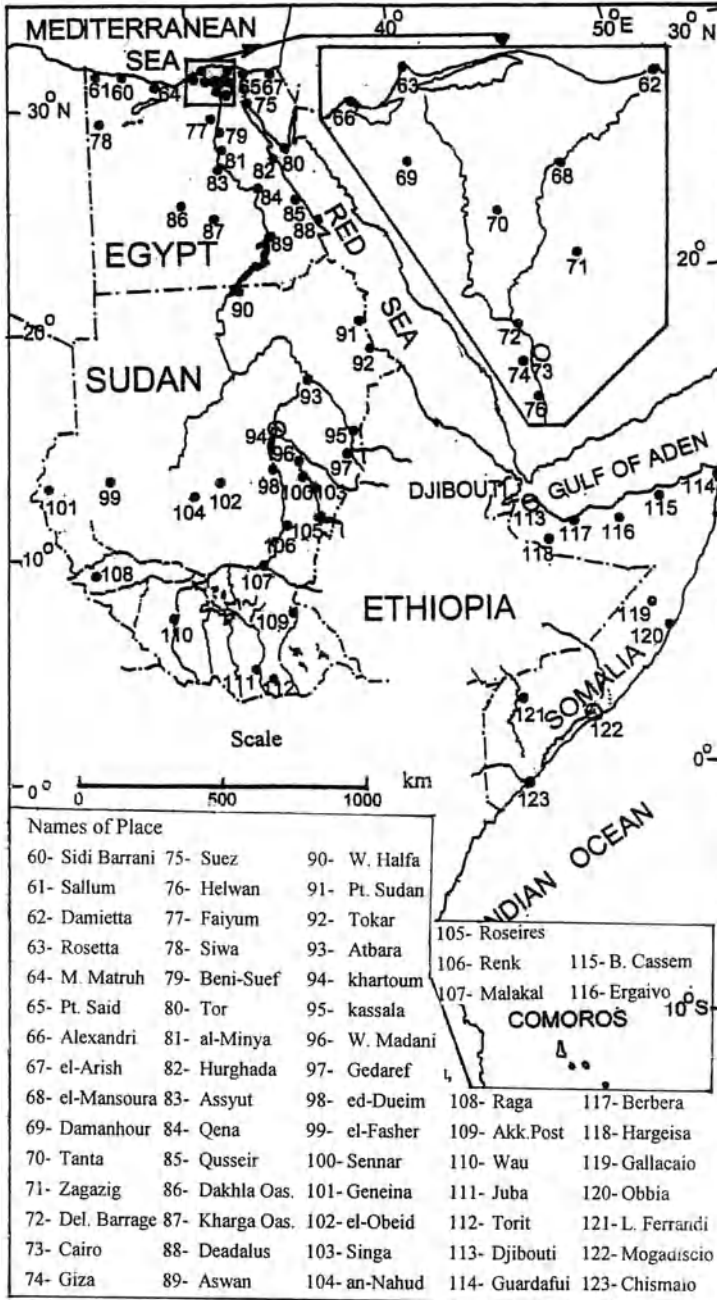 40° 50°E 30°N
MEDITERRANEAN
SEA
61 60 64 65 67
75
63 62
66
30°N
77
78
79
81
80
82
83
84
69 68
70
71
86
87
85
88
89
EGYPT
RED
SEA
20°
90
72
73
74
76
91
20°
92
SUDAN
93
94
95
96
97
98
100 103
101 99 104 102
105
106
DJIBOUTI
GULF OF ADEN
113
114
115
116
117
118
10°
107
108
109
110
111
112
ETHIOPIA
119
120
SOMALIA
121
122
123
0°
Scale
0° 0 500 1000 km
INDIAN OCEAN
Names of Place
60- Sidi Barrani 75- Suez 90- W. Halfa
61- Sallum 76- Helwan 91- Pt. Sudan
62- Damietta 77- Faiyum 92- Tokar
63- Rosetta 78- Siwa 93- Atbara
64- M. Matruh 79- Beni-Suef 94- khartoum
65- Pt. Said 80- Tor 95- kassala
66- Alexandri 81- al-Minya 96- W. Madani
67- el-Arish 82- Hurghada 97- Gedaref
68- el-Mansoura 83- Assyut 98- ed-Dueim
69- Damanhour 84- Qena 99- el-Fasher
70- Tanta 85- Qusseir 100- Sennar
71- Zagazig 86- Dakhla Oas. 101- Geneina
72- Del. Barrage 87- Kharga Oas. 102- el-Obeid
73- Cairo 88- Deadalus 103- Singa
74- Giza 89- Aswan 104- an-Nahud
105- Roseires
106- Renk 115- B. Cassem
107- Malakal 116- Ergaivo
10°S
COMOROS
108- Raga 117- Berbera
109- Akk.Post 118- Hargeisa
110- Wau 119- Gallacaio
111- Juba 120- Obbia
112- Torit 121- L. Ferrandi
113- Djibouti 122- Mogadiscio
114- Guardafui 123- Chismaio